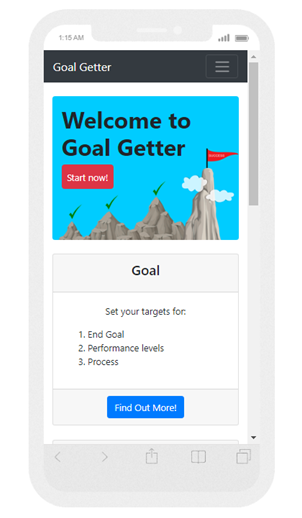 1:15 AM
Goal Getter
Welcome to
Goal Getter
Start now!
SUCCESS
Goal
Set your targets for:
1. End Goal
2. Performance levels
3. Process
Find Out More!